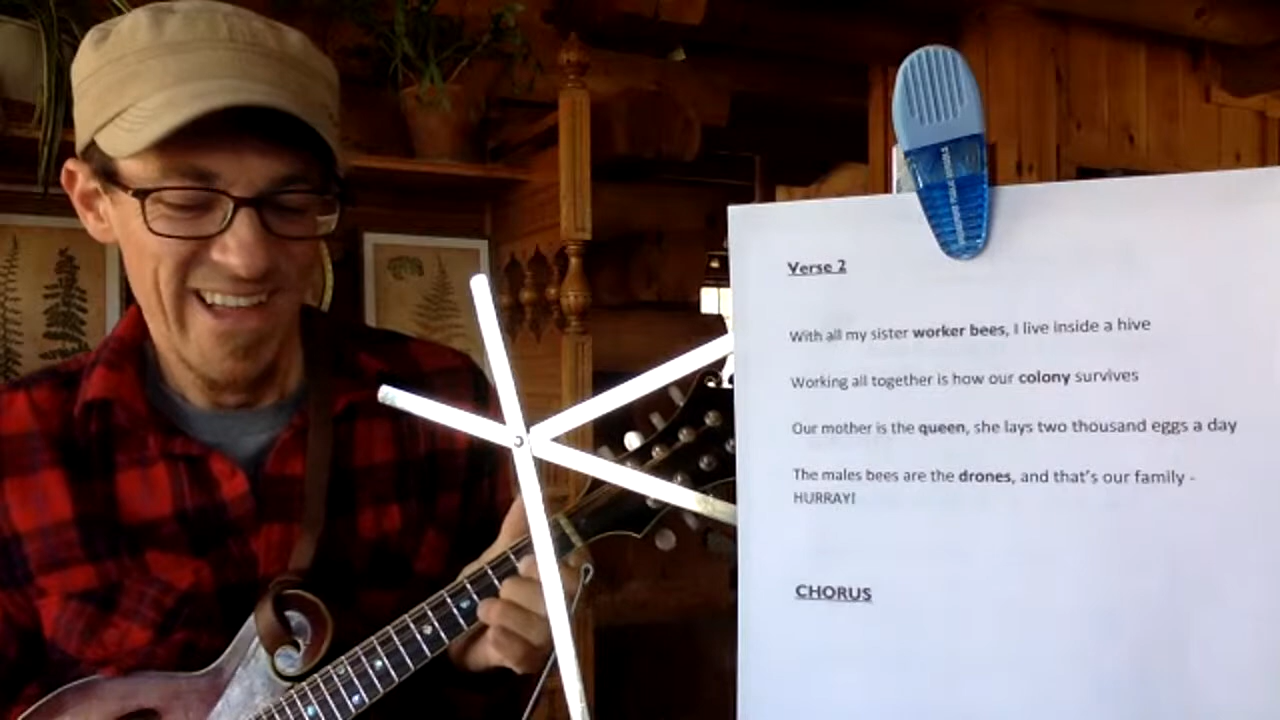 Verse 2
With all my sister worker bees, I live inside a hive
Working all together is how our colony survives
Our mother is the queen, she lays two thousand eggs a day
The males bees are the drones, and that's our family -
HURRAY!
CHORUS